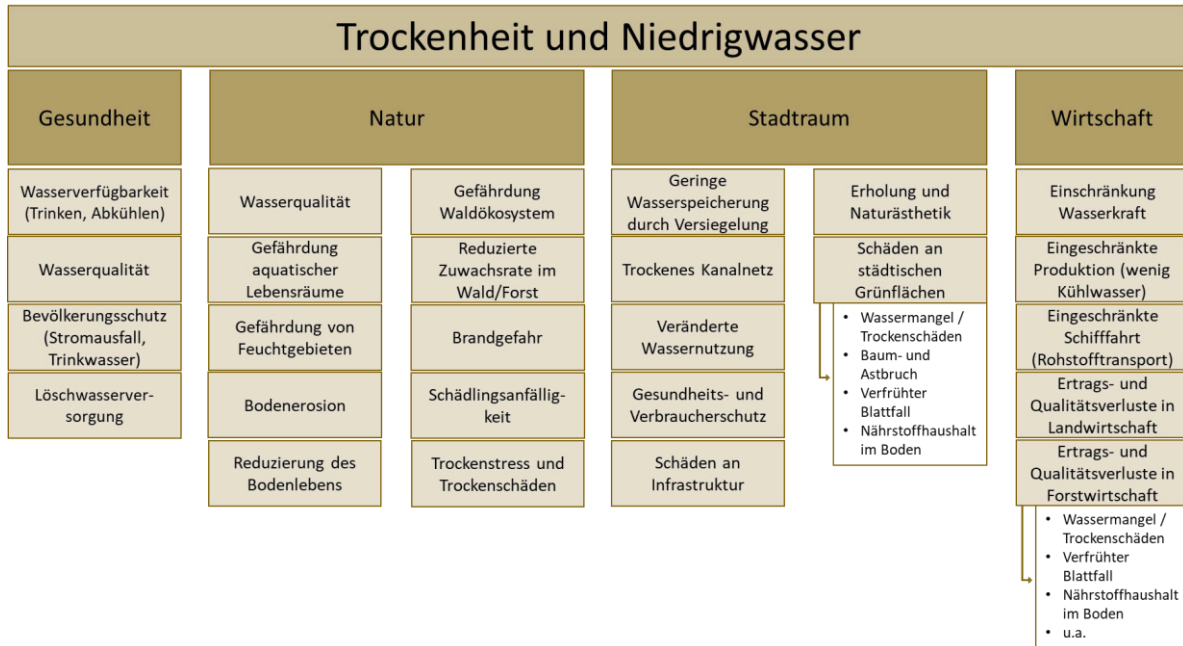 Trockenheit und Niedrigwasser
Gesundheit
Wasserverfügbarkeit
(Trinken, Abkühlen)
Wasserqualität
Bevölkerungsschutz
(Stromausfall,
Trinkwasser)
Löschwasserver-
sorgung
Natur
Wasserqualität
Gefährdung
aquatischer
Lebensräume
Gefährdung von
Feuchtgebieten
Bodenerosion
Reduzierung des
Bodenlebens
Gefährdung
Waldökosystem
Reduzierte
Zuwachsrate im
Wald/Forst
Brandgefahr
Schädlingsanfällig-
keit
Trockenstress und
Trockenschäden
Stadtraum
Geringe
Wasserspeicherung
durch Versiegelung
Trockenes Kanalnetz
Veränderte
Wassernutzung
Gesundheits- und
Verbraucherschutz
Schäden an
Infrastruktur
Erholung und
Naturästhetik
Schäden an
städtischen
Grünflächen
• Wassermangel /
Trockenschäden
• Baum- und
Astbruch
• Verfrühter
Blattfall
• Nährstoffhaushalt
im Boden
Wirtschaft
Einschränkung
Wasserkraft
Eingeschränkte
Produktion (wenig
Kühlwasser)
Eingeschränkte
Schifffahrt
(Rohstofftransport)
Ertrags- und
Qualitätsverluste in
Landwirtschaft
Ertrags- und
Qualitätsverluste in
Forstwirtschaft
• Wassermangel /
Trockenschäden
• Verfrühter
Blattfall
• Nährstoffhaushalt
im Boden
• u.a.